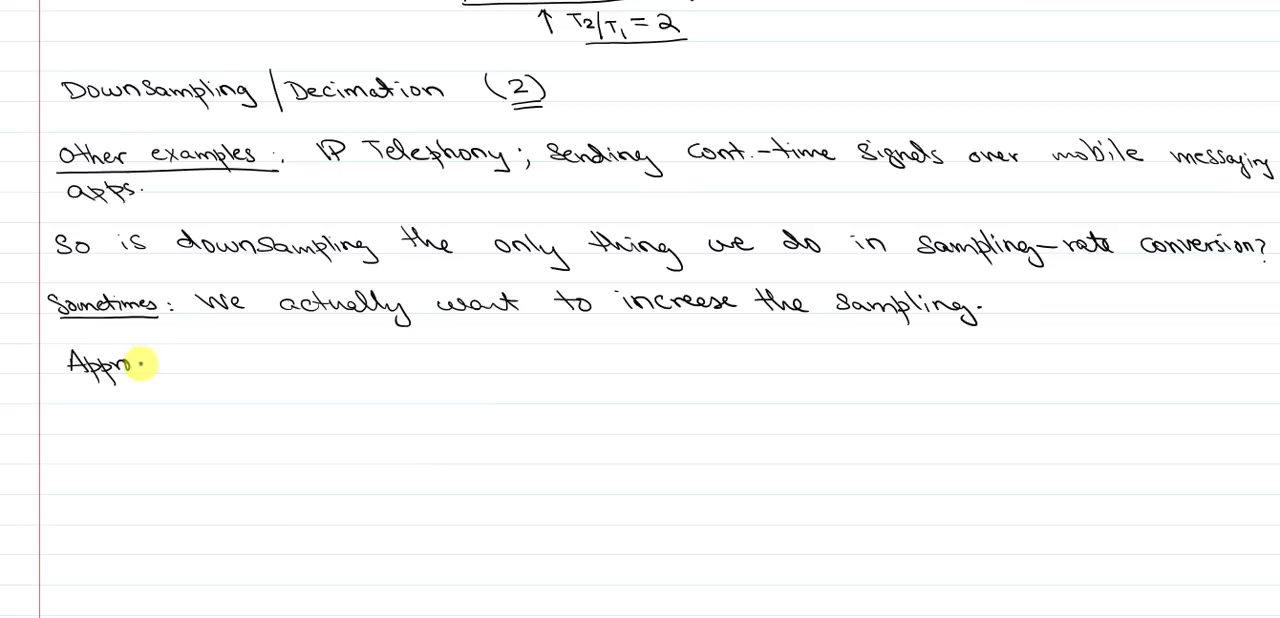 ↑ T2/T1 = 2
Downsampling / Decimation (2)
Other examples: IP Telephony; Sending cont.-time signals over mobile messaging
apps.
So is downsampling the only thing we do in sampling-rate conversion?
Sometimes: We actually want to increase the sampling.
Appro